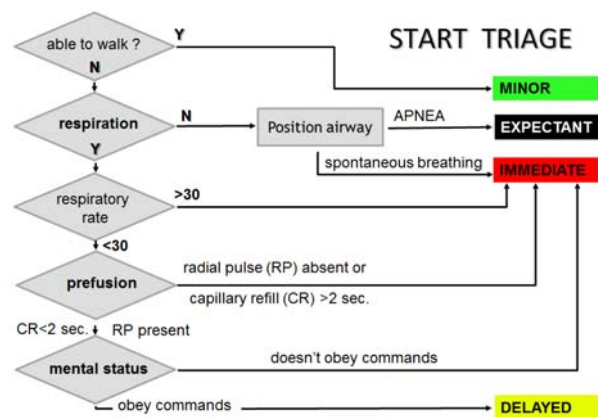 START TRIAGE
able to walk ?
Y
N
MINOR
respiration
N
Position airway
APNEA
EXPECTANT
Y
spontaneous breathing
IMMEDIATE
respiratory
rate
>30
<30
prefusion
radial pulse (RP) absent or
capillary refill (CR) >2 sec.
CR<2 sec.
RP present
mental status
doesn't obey commands
obey commands
DELAYED